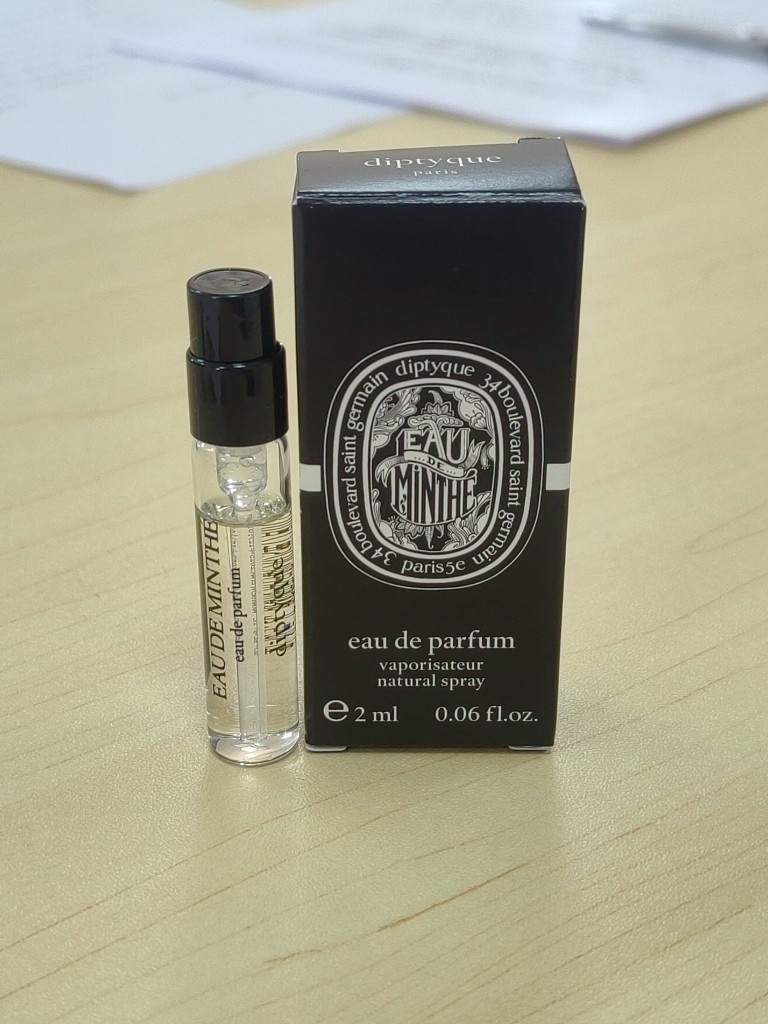 diptyque
paris
34 boulevard saint germain diptyque 34 boulevard saint germain paris 5e
EAU
DE
MINTHÉ
eau de parfum
vaporisateur
natural spray
e 2 ml 0.06 fl.oz.
EAU DE MINTHÉ
eau de parfum
diptyque